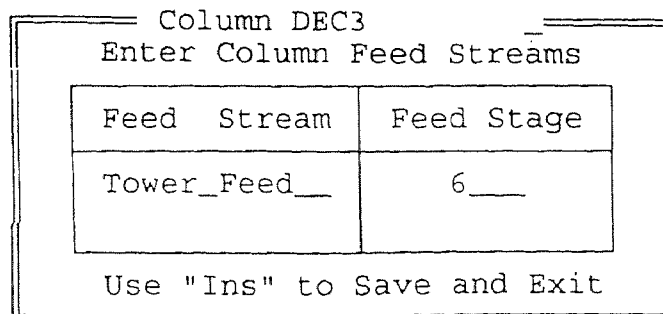 Column DEC3
Enter Column Feed Streams
Feed Stream Feed Stage
Tower_Feed__ 6___
Use "Ins" to Save and Exit